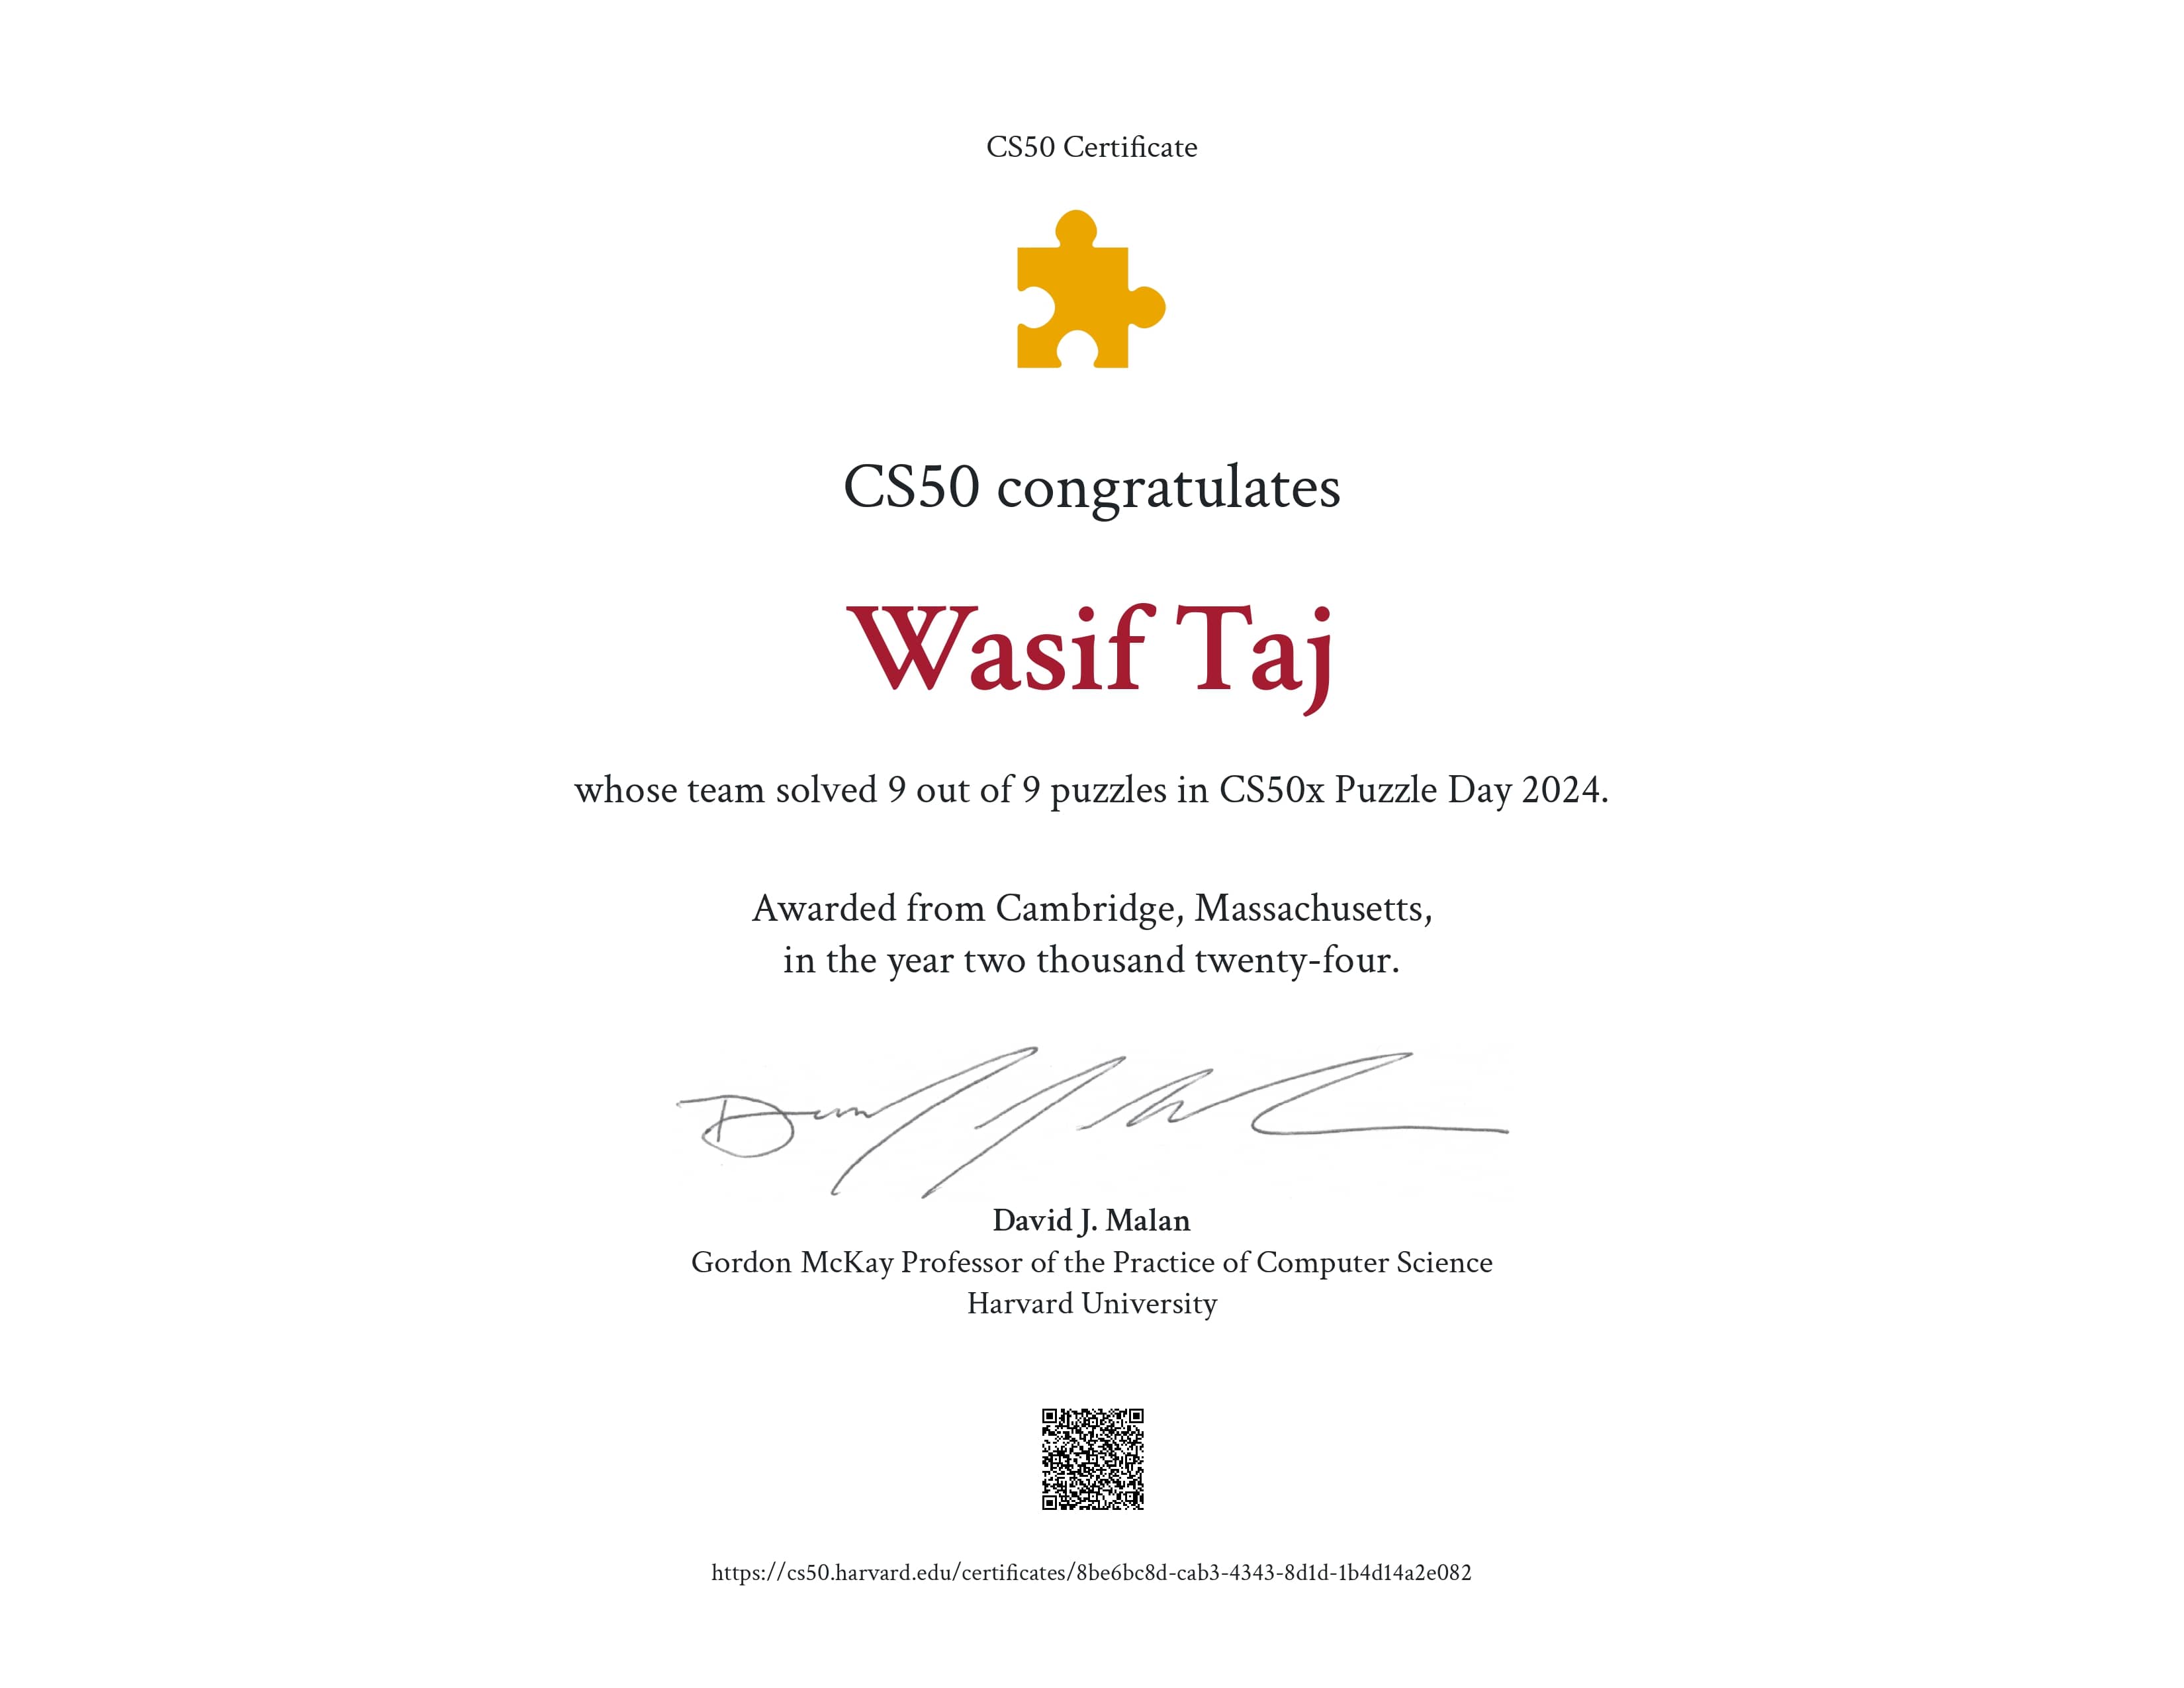 CS50 Certificate
CS50 congratulates
Wasif Taj
whose team solved 9 out of 9 puzzles in CS50x Puzzle Day 2024.
Awarded from Cambridge, Massachusetts,
in the year two thousand twenty-four.
David J. Malan
Gordon McKay Professor of the Practice of Computer Science
Harvard University
https://cs50.harvard.edu/certificates/8be6bc8d-cab3-4343-8d1d-1b4d14a2e082